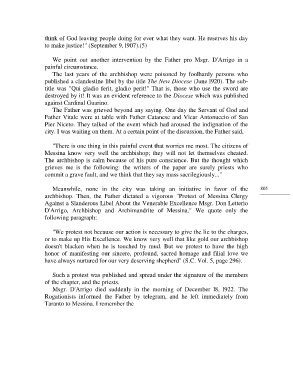 think of God leaving people doing for ever what they want. He reserves his day
to make justice!" (September 9, 1907).(5)
We point out another intervention by the Father pro Msgr. D'Arrigo in a
painful circumstance.
The last years of the archbishop were poisoned by foolhardy persons who
published a clandestine libel by the title The New Diocese (June 1920). The sub-
title was "Qui gladio ferit, gladio perit!" That is, those who use the sword are
destroyed by it! It was an evident reference to the Diocese which was published
against Cardinal Guarino.
The Father was grieved beyond any saying. One day the Servant of God and
Father Vitale were at table with Father Catanese and Vicar Antonuccio of San
Pier Niceto. They talked of the event which had aroused the indignation of the
city. I was waiting on them. At a certain point of the discussion, the Father said,
"There is one thing in this painful event that worries me most. The citizens of
Messina know very well the archbishop; they will not let themselves cheated.
The archbishop is calm because of his pure conscience. But the thought which
grieves me is the following: the writers of the paper are surely priests who
commit a grave fault, and we think that they say mass sacrilegiously..."
Meanwhile, none in the city was taking an initiative in favor of the
archbishop. Then, the Father dictated a vigorous "Protest of Messina Clergy
Against a Slanderous Libel About the Venerable Excellence Msgr. Don Letterio
D'Arrigo, Archbishop and Archimandrite of Messina." We quote only the
following paragraph:
"We protest not because our action is necessary to give the lie to the charges,
or to make up His Excellence. We know very well that like gold our archbishop
doesn't blacken when he is touched by mud. But we protest to have the high
honor of manifesting our sincere, profound, sacred homage and filial love we
have always nurtured for our very deserving shepherd" (S.C. Vol. 5, page 296).
Such a protest was published and spread under the signature of the members
of the chapter, and the priests.
Msgr. D'Arrigo died suddenly in the morning of December 18, 1922. The
Rogationists informed the Father by telegram, and he left immediately from
Taranto to Messina, I remember the